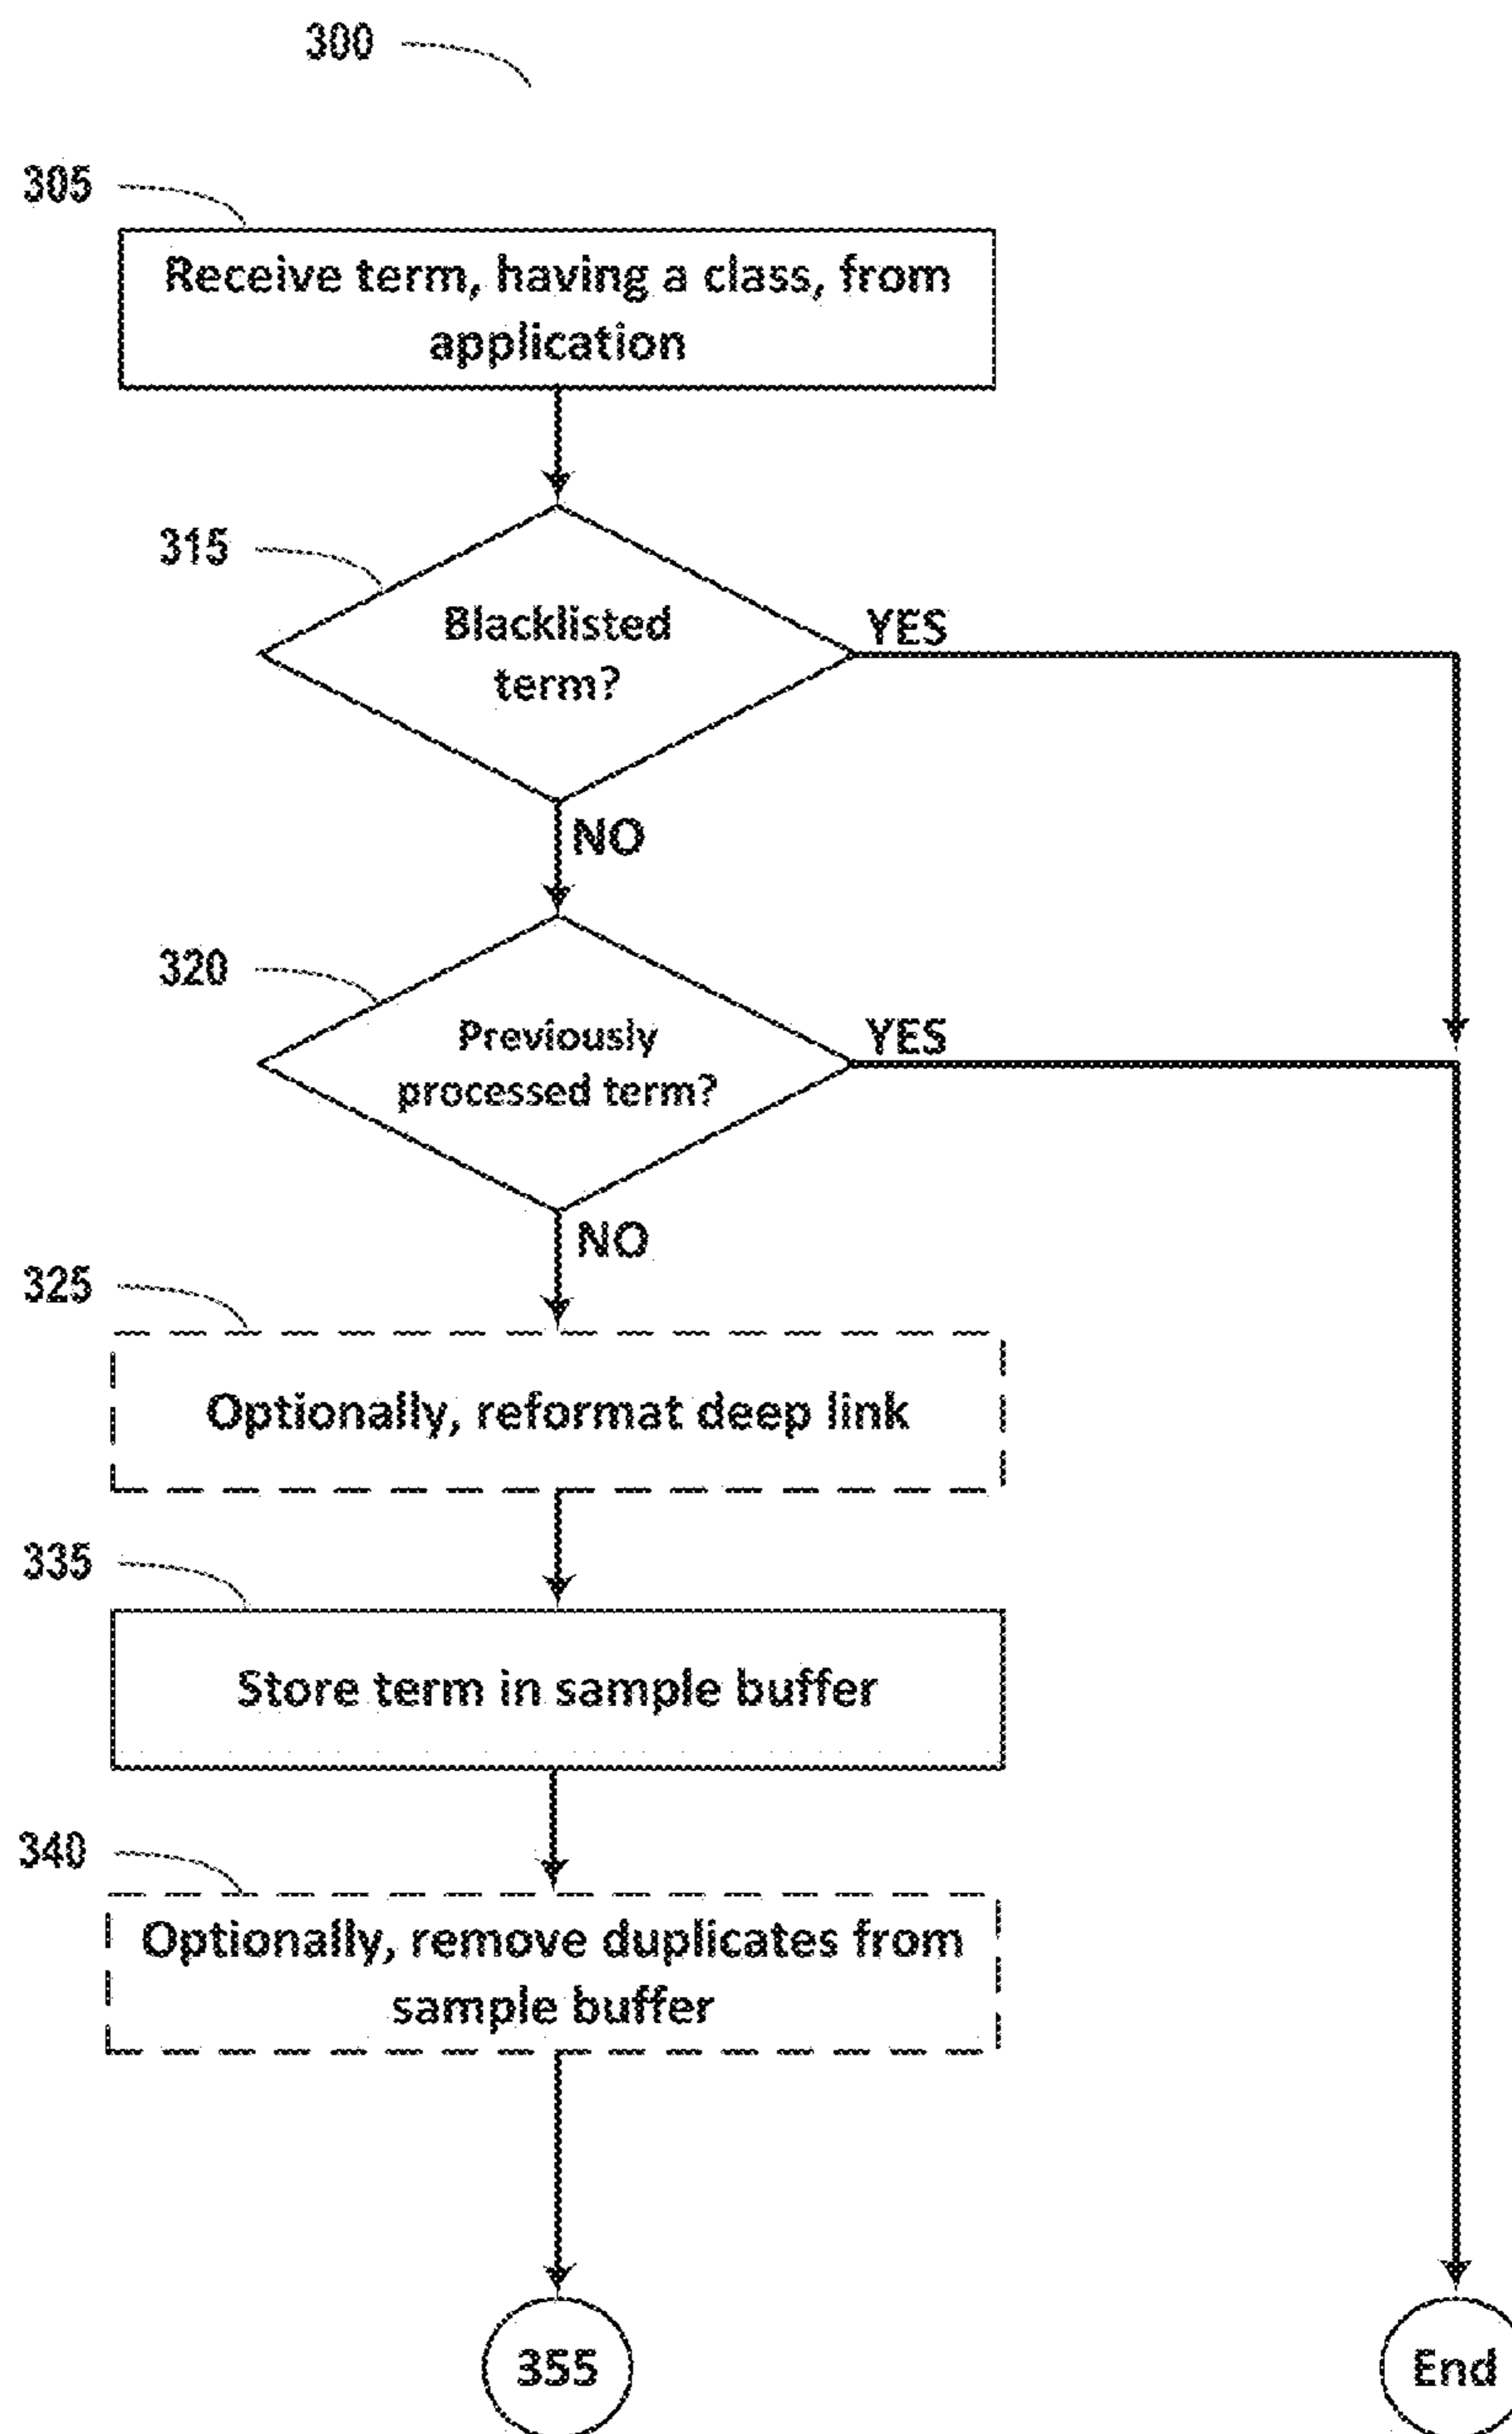 300
305
Receive term, having a class, from
application
315
Blacklisted
term?
YES
NO
320
Previously
processed term?
YES
NO
325
Optionally, reformat deep link
335
Store term in sample buffer
340
Optionally, remove duplicates from
sample buffer
355
End